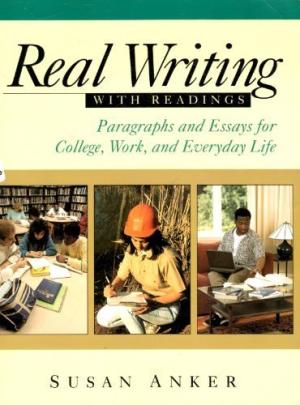 Real Writing
WITH READINGS
Paragraphs and Essays for
College, Work, and Everyday Life
SUSAN ANKER